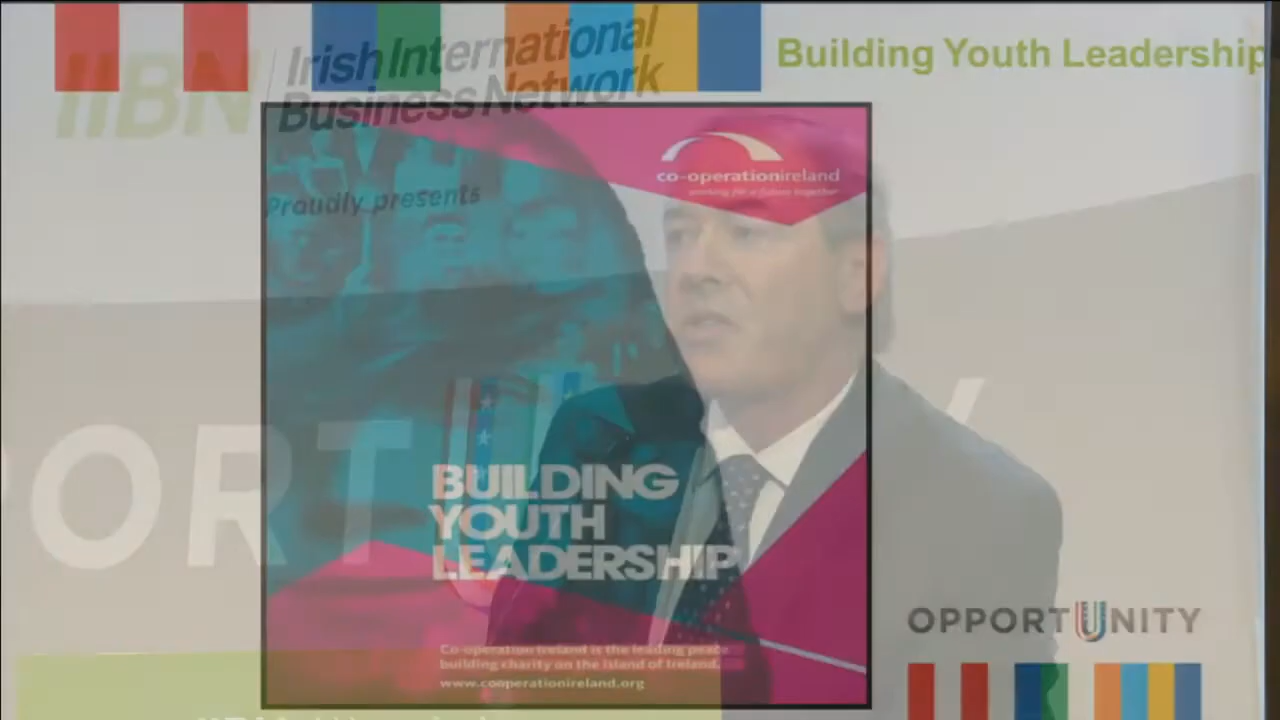 Building Youth Leadership
IIBN
Irish International
Business Network
Proudly presents
co-operationireland
working for a future together
PORT
BUILDING
YOUTH
LEADERSHIP
OPPORTUNITY
Co-operation Ireland is the leading peace
building charity on the island of Ireland.
www.cooperationireland.org